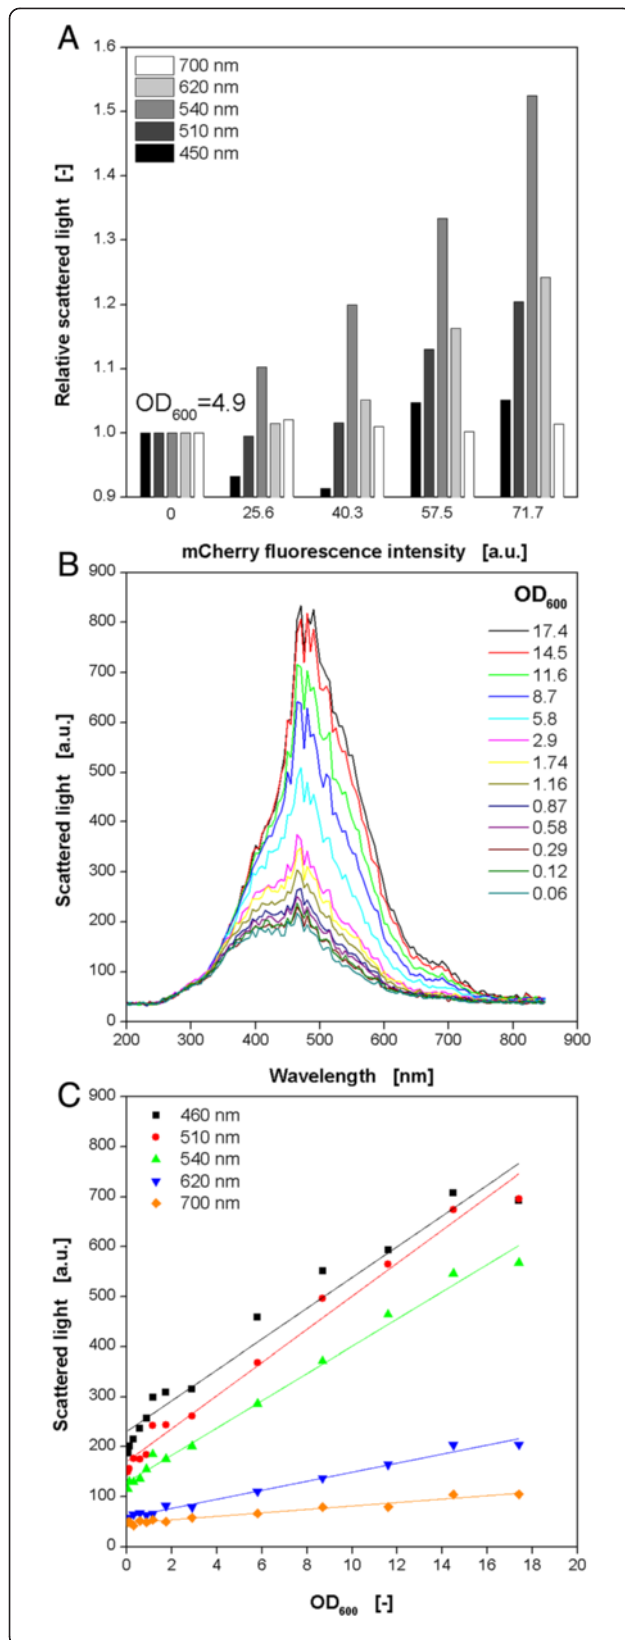 A
1.6
1.5
1.4
1.3
1.2
1.1
1.0
0.9
Relative scattered light [-]
700 nm
620 nm
540 nm
510 nm
450 nm
OD600=4.9
0 25.6 40.3 57.5 71.7
mCherry fluorescence intensity [a.u.]
B
900
800
700
600
500
400
300
200
100
0
Scattered light [a.u.]
OD600
17.4
14.5
11.6
8.7
5.8
2.9
1.74
1.16
0.87
0.58
0.29
0.12
0.06
200 300 400 500 600 700 800 900
Wavelength [nm]
C
900
800
700
600
500
400
300
200
100
0
Scattered light [a.u.]
460 nm
510 nm
540 nm
620 nm
700 nm
0 2 4 6 8 10 12 14 16 18 20
OD600 [-]